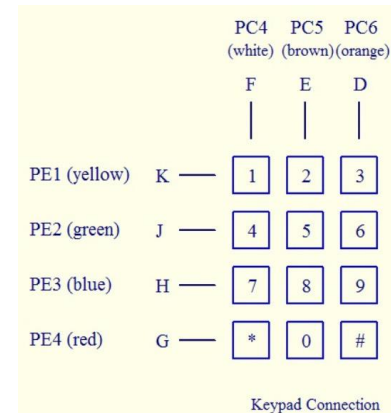 PC4 PC5 PC6
(white) (brown) (orange)
F E D
PE1 (yellow) K 1 2 3
PE2 (green) J 4 5 6
PE3 (blue) H 7 8 9
PE4 (red) G * 0 #
Keypad Connection